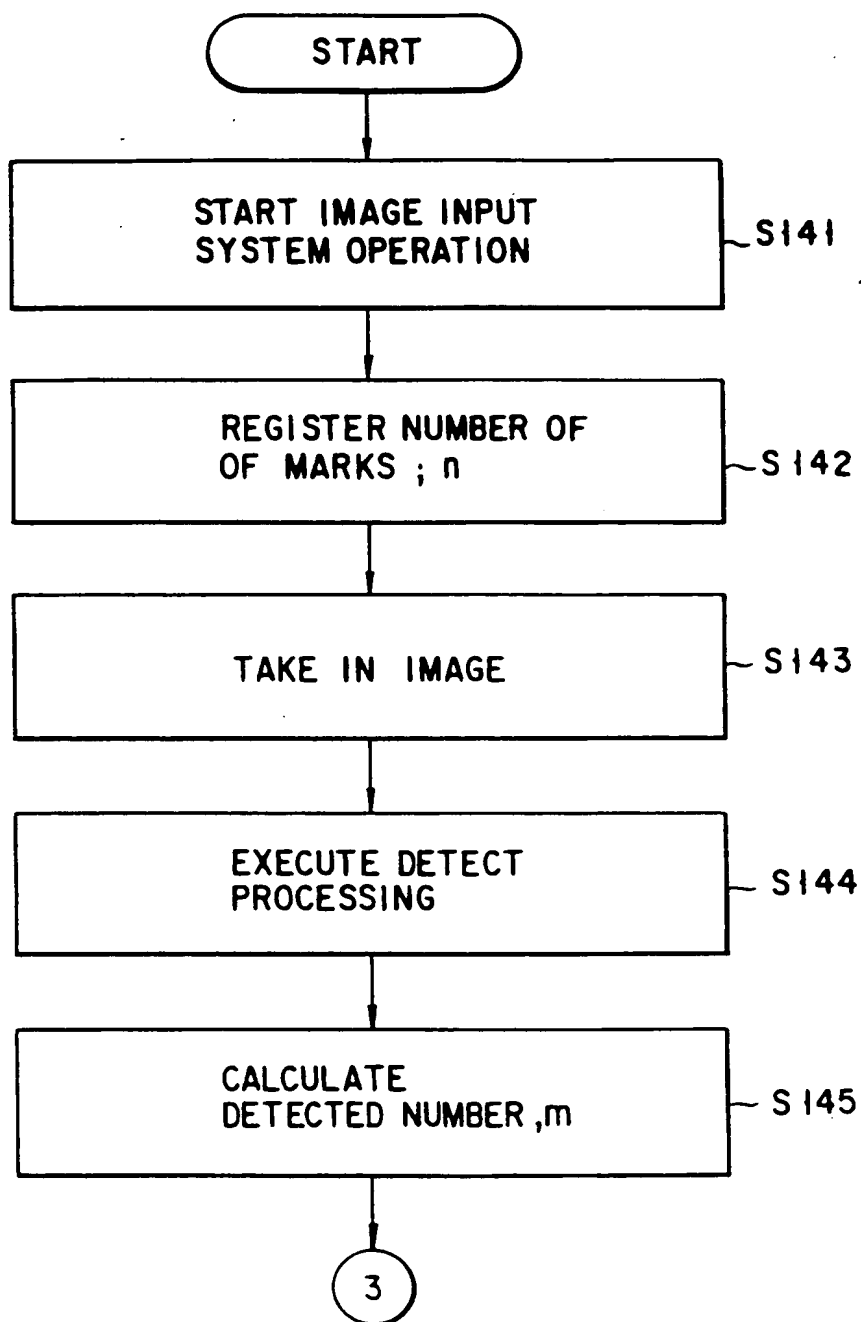 START
START IMAGE INPUT
SYSTEM OPERATION
S141
REGISTER NUMBER OF
OF MARKS ; n
S142
TAKE IN IMAGE
S143
EXECUTE DETECT
PROCESSING
S144
CALCULATE
DETECTED NUMBER ,m
S145
3